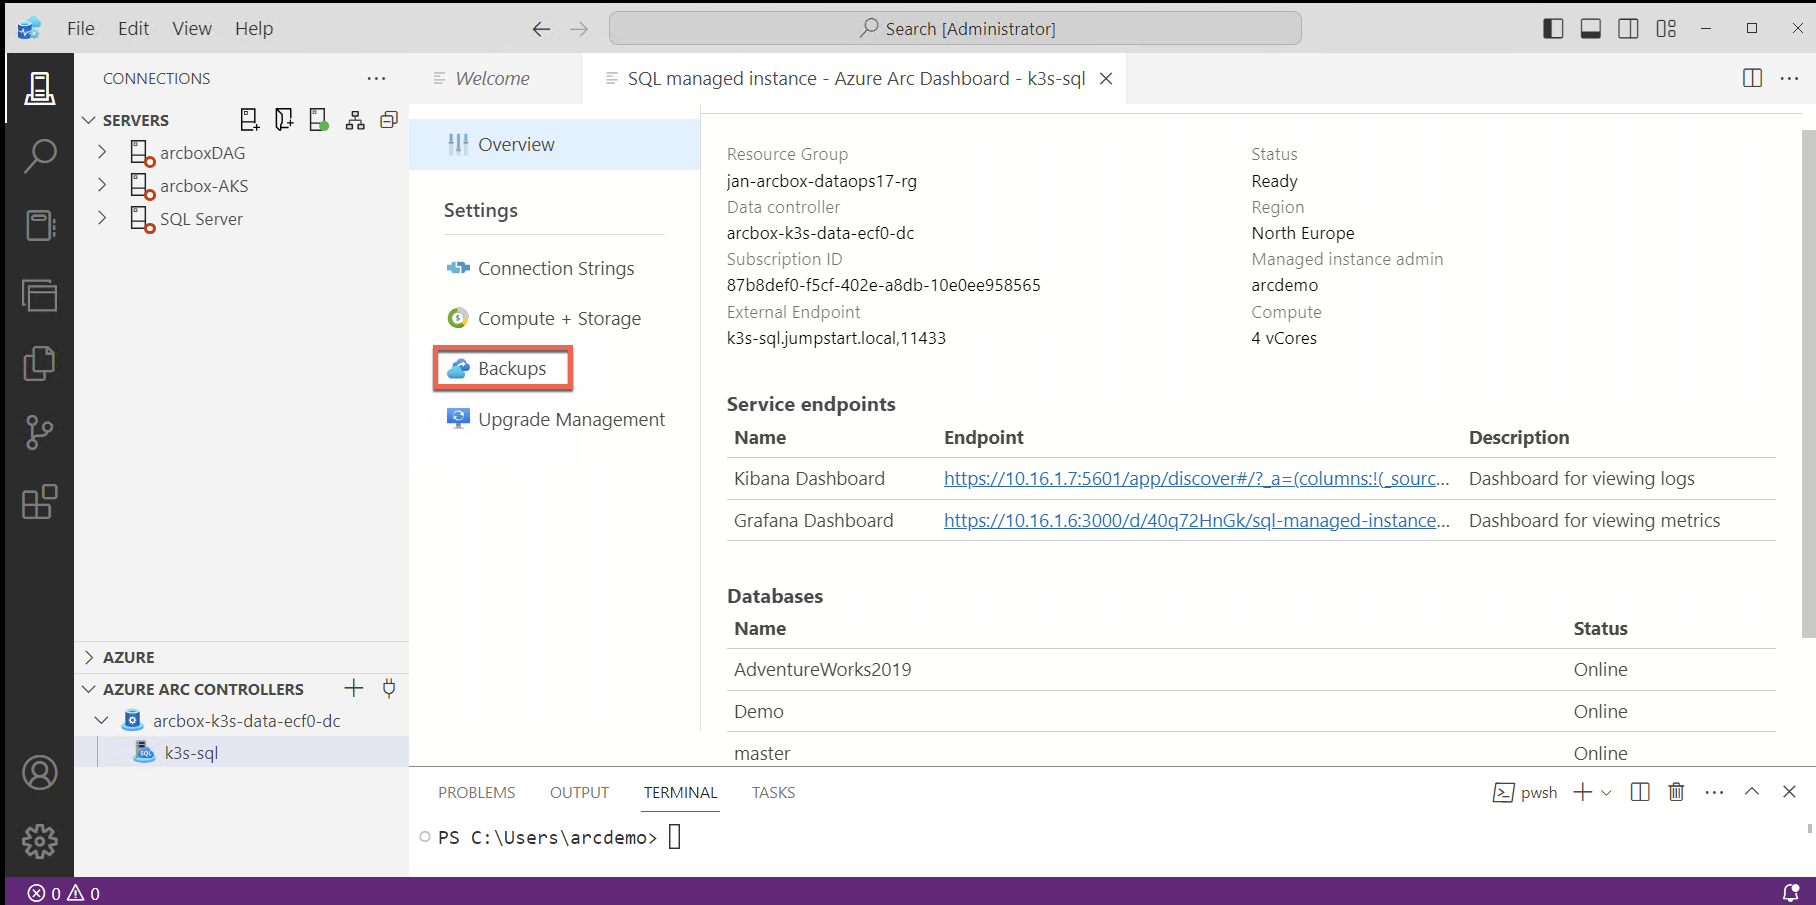 File Edit View Help
Search [Administrator]
CONNECTIONS
SERVERS
arcboxDAG
arcbox-AKS
SQL Server
AZURE
AZURE ARC CONTROLLERS
arcbox-k3s-data-ecf0-dc
k3s-sql
Welcome
SQL managed instance - Azure Arc Dashboard - k3s-sql
Overview
Settings
Connection Strings
Compute + Storage
Backups
Upgrade Management
Resource Group
jan-arcbox-dataops17-rg
Data controller
arcbox-k3s-data-ecf0-dc
Subscription ID
87b8def0-f5cf-402e-a8db-10e0ee958565
External Endpoint
k3s-sql.jumpstart.local,11433
Status
Ready
Region
North Europe
Managed instance admin
arcdemo
Compute
4 vCores
Service endpoints
Name Endpoint Description
Kibana Dashboard https://10.16.1.7:5601/app/discover#/?_a=(columns:!(_sourc... Dashboard for viewing logs
Grafana Dashboard https://10.16.1.6:3000/d/40q72HnGk/sql-managed-instance... Dashboard for viewing metrics
Databases
Name Status
AdventureWorks2019 Online
Demo Online
master Online
PROBLEMS OUTPUT TERMINAL TASKS
pwsh
PS C:\Users\arcdemo>
0 0